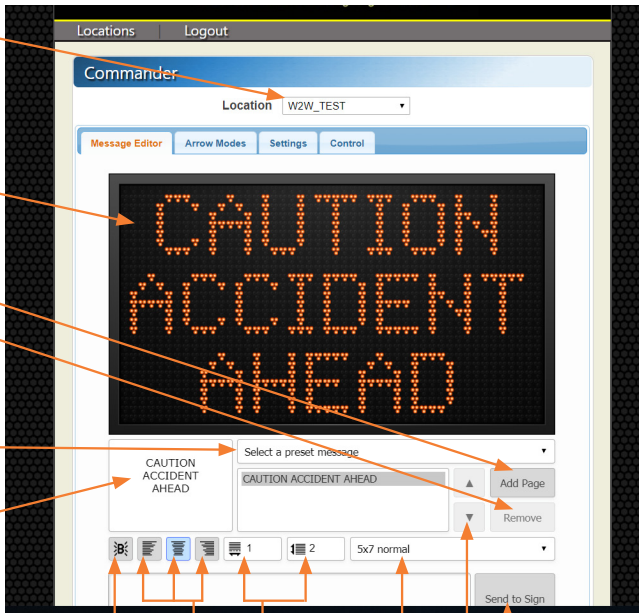 Locations Logout
Commander
Location W2W_TEST
Message Editor Arrow Modes Settings Control
CAUTION
ACCIDENT
AHEAD
Select a preset message
CAUTION
ACCIDENT
AHEAD
CAUTION ACCIDENT AHEAD
Add Page
Remove
B 1 2 5x7 normal
Send to Sign